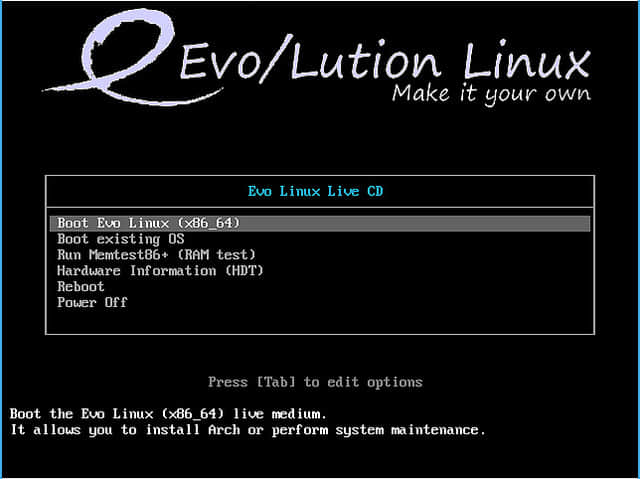 Evo/Lution Linux
Make it your own
Evo Linux Live CD
Boot Evo Linux (x86_64)
Boot existing OS
Run Memtest86+ (RAM test)
Hardware Information (HDT)
Reboot
Power Off
Press [Tab] to edit options
Boot the Evo Linux (x86_64) live medium.
It allows you to install Arch or perform system maintenance.